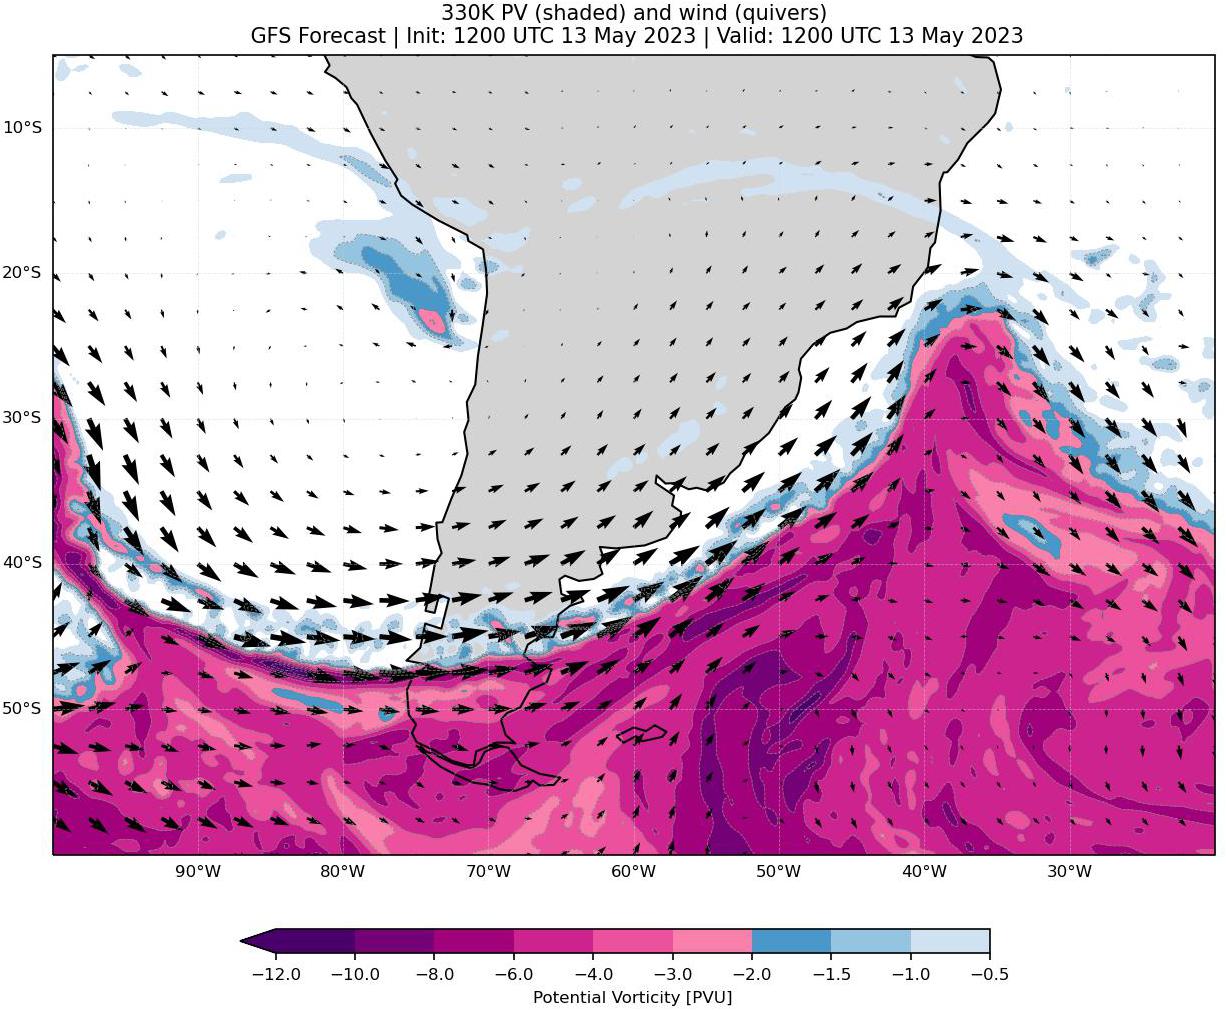 330K PV (shaded) and wind (quivers)
GFS Forecast | Init: 1200 UTC 13 May 2023 | Valid: 1200 UTC 13 May 2023
10°S
20°S
30°S
40°S
50°S
90°W 80°W 70°W 60°W 50°W 40°W 30°W
−12.0 −10.0 −8.0 −6.0 −4.0 −3.0 −2.0 −1.5 −1.0 −0.5
Potential Vorticity [PVU]